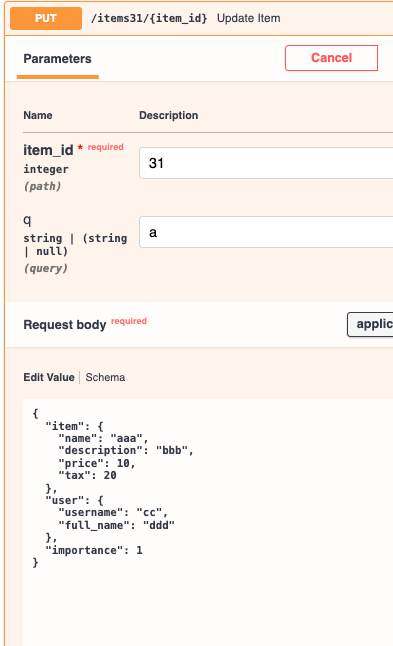 PUT /items31/{item_id} Update Item
Parameters Cancel
Name Description
item_id * required
integer
(path)
31
q
string | (string
| null)
(query)
a
Request body required applic
Edit Value Schema
{
  "item": {
    "name": "aaa",
    "description": "bbb",
    "price": 10,
    "tax": 20
  },
  "user": {
    "username": "cc",
    "full_name": "ddd"
  },
  "importance": 1
}